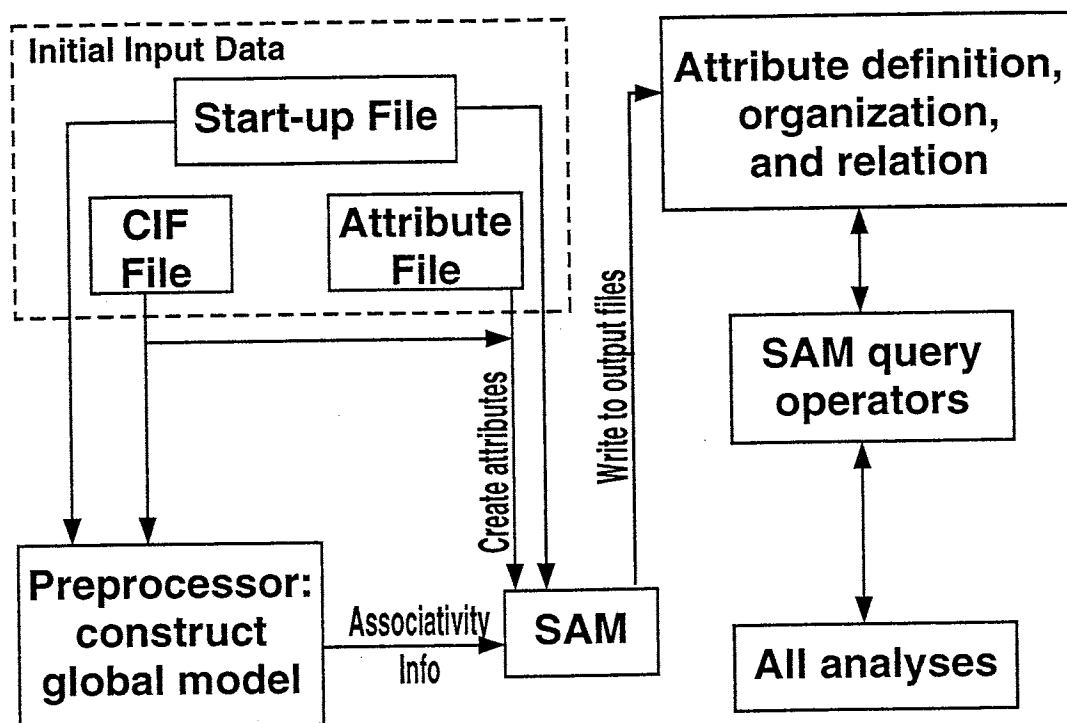 Initial Input Data
Start-up File
CIF
File
Attribute
File
Create attributes
Preprocessor:
construct
global model
Associativity
Info
SAM
Write to output files
Attribute definition,
organization,
and relation
SAM query
operators
All analyses